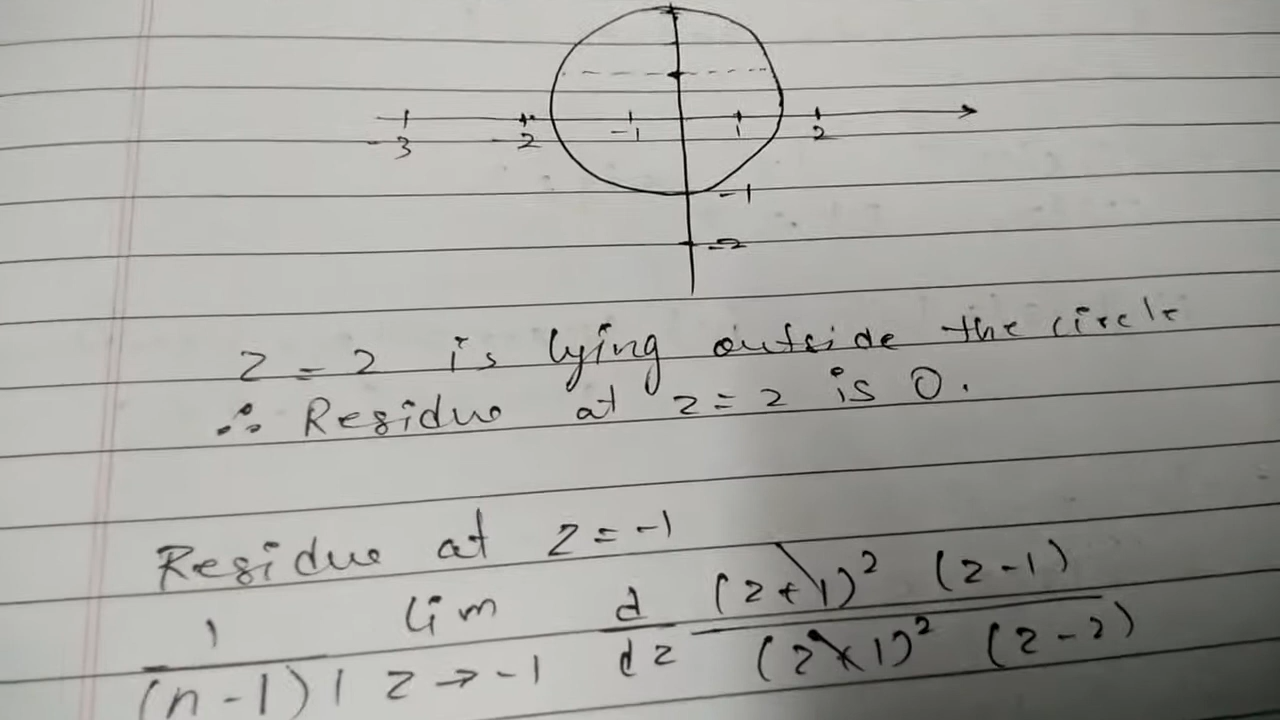 -3 -2 -1 1 2
-1
-2
z = 2 is lying outside the circle
∴ Residue at z = 2 is 0.
Residue at z = -1
1/(n-1)! lim z→-1 d/dz (z+1)² (z-1)/(z+1)² (z-2)